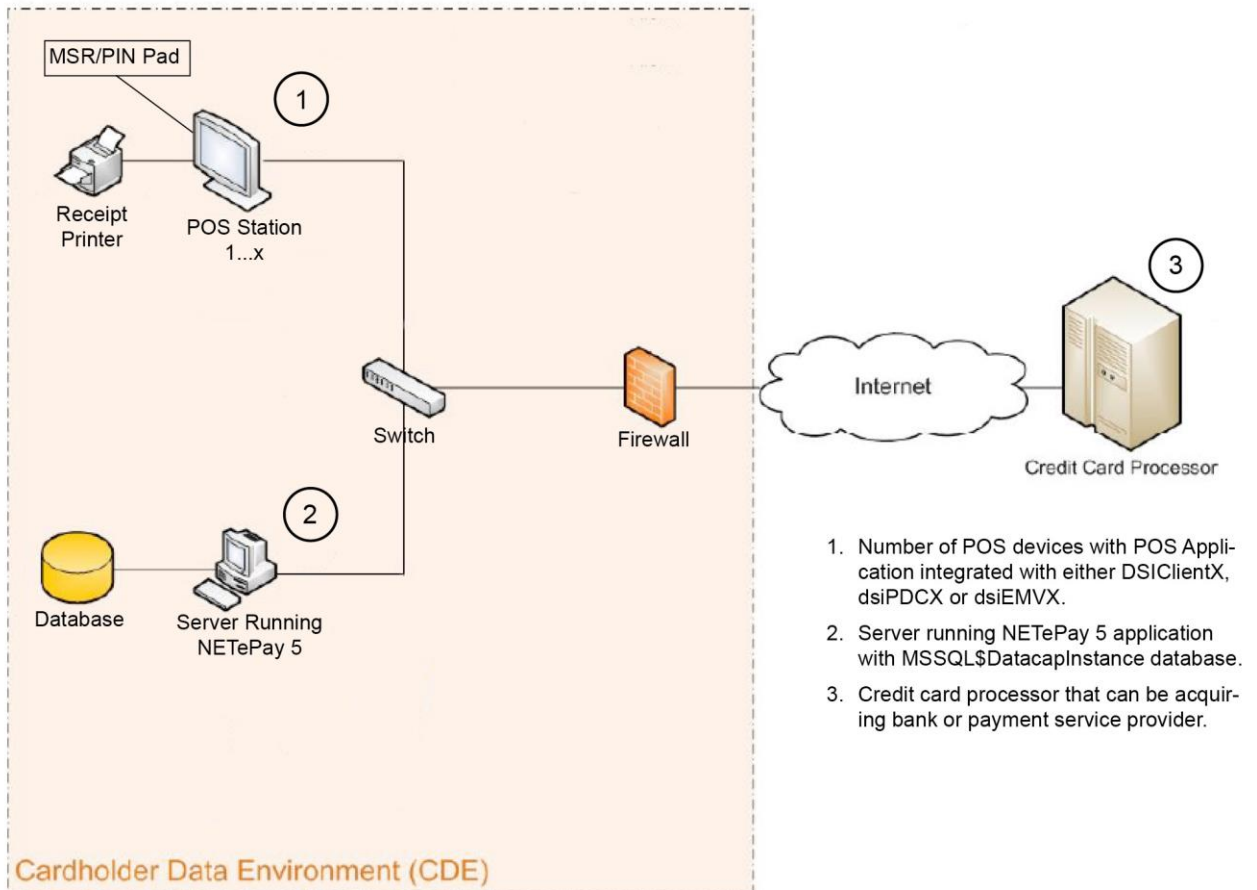 MSR/PIN Pad
1
Receipt
Printer
POS Station
1...x
3
Switch
Firewall
Internet
Credit Card Processor
2
Database
Server Running
NETePay 5
1. Number of POS devices with POS Appli-
cation integrated with either DSIClientX,
dsiPDCX or dsiEMVX.
2. Server running NETePay 5 application
with MSSQL$DatacapInstance database.
3. Credit card processor that can be acquir-
ing bank or payment service provider.
Cardholder Data Environment (CDE)